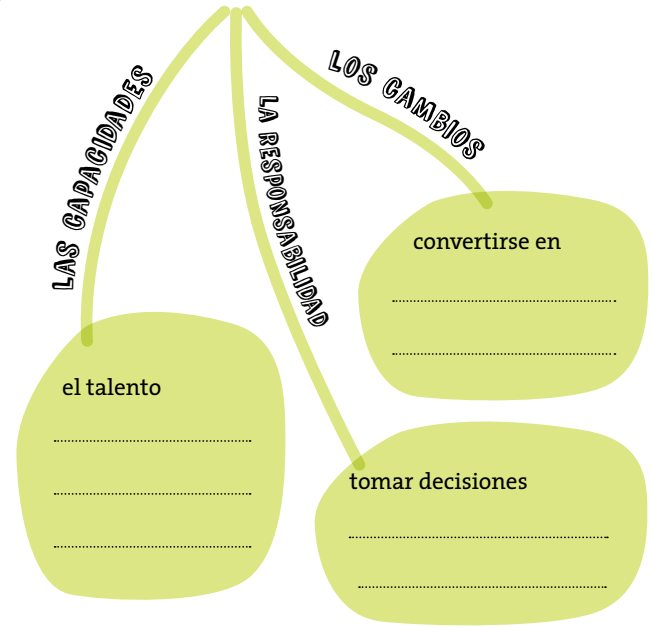 LAS CAPACIDADES
LA RESPONSABILIDAD
LOS CAMBIOS
convertirse en
el talento
tomar decisiones